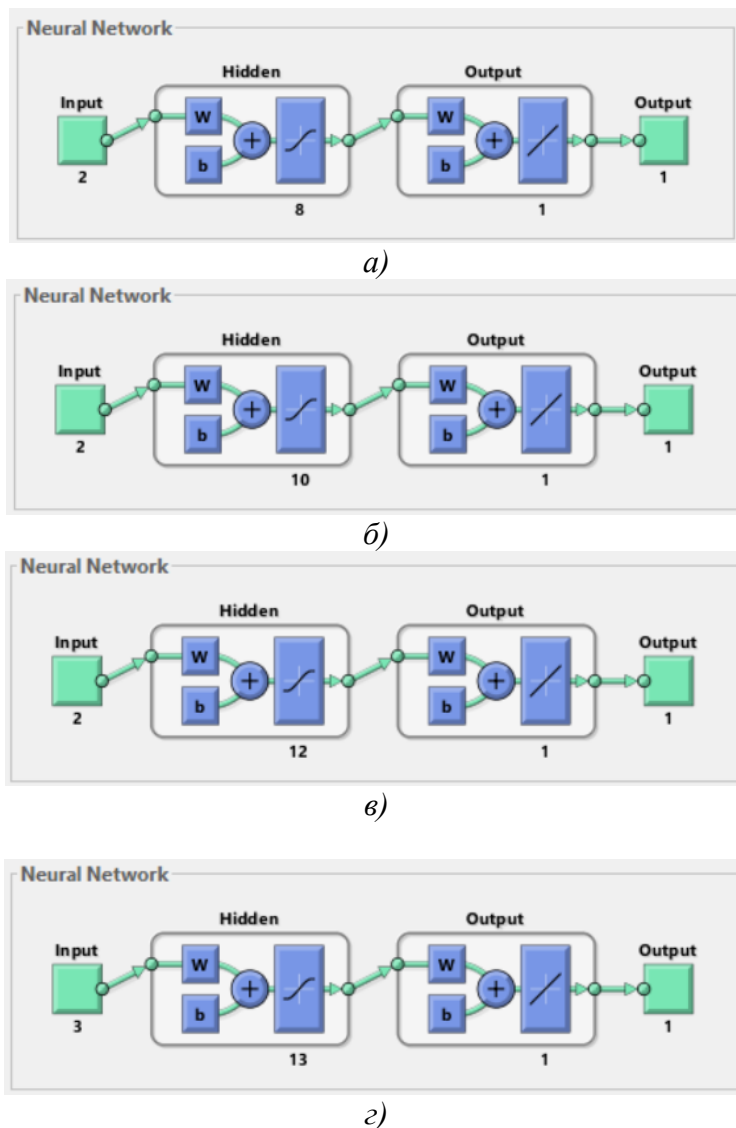 Neural Network
Hidden Output
Input Output
W W
b b
2 1
8 1
а)
Neural Network
Hidden Output
Input Output
W W
b b
2 1
10 1
б)
Neural Network
Hidden Output
Input Output
W W
b b
2 1
12 1
в)
Neural Network
Hidden Output
Input Output
W W
b b
3 1
13 1
г)